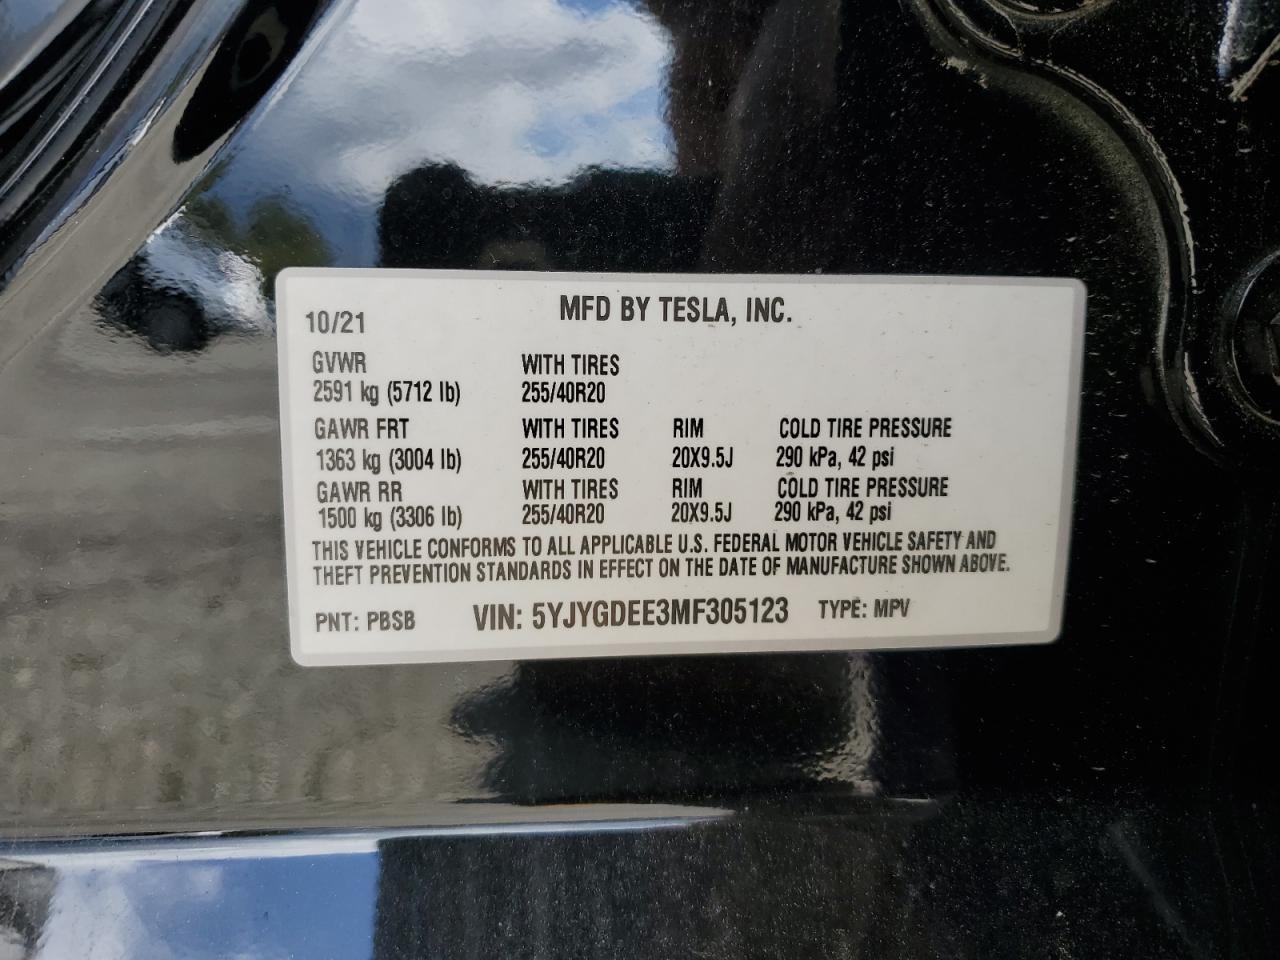 MFD BY TESLA, INC.
10/21
GVWR WITH TIRES
2591 kg (5712 lb) 255/40R20
GAWR FRT WITH TIRES RIM COLD TIRE PRESSURE
1363 kg (3004 lb) 255/40R20 20X9.5J 290 kPa, 42 psi
GAWR RR WITH TIRES RIM COLD TIRE PRESSURE
1500 kg (3306 lb) 255/40R20 20X9.5J 290 kPa, 42 psi
THIS VEHICLE CONFORMS TO ALL APPLICABLE U.S. FEDERAL MOTOR VEHICLE SAFETY AND
THEFT PREVENTION STANDARDS IN EFFECT ON THE DATE OF MANUFACTURE SHOWN ABOVE.
PNT: PBSB VIN: 5YJYGDEE3MF305123 TYPE: MPV